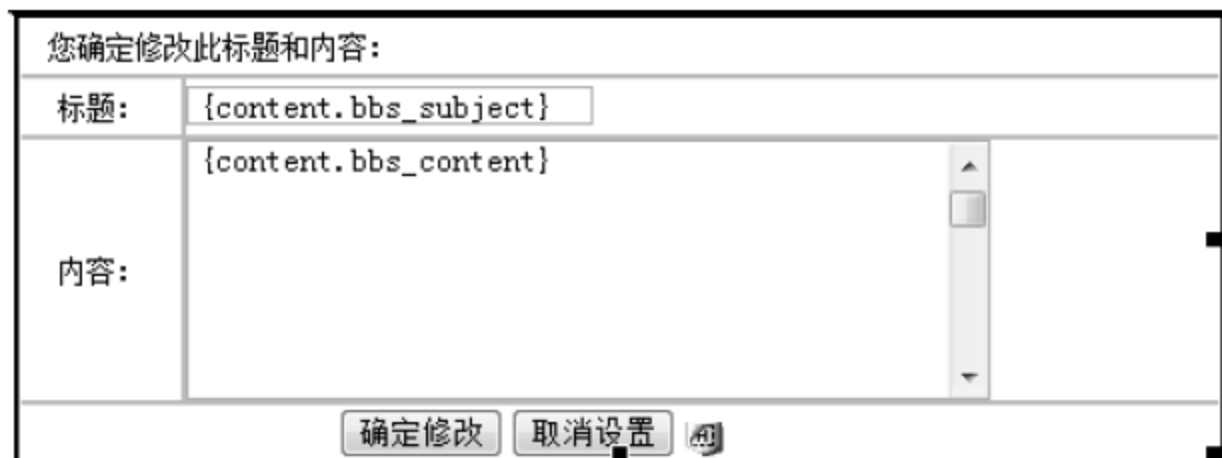 您确定修改此标题和内容：
标题： {content.bbs_subject}
{content.bbs_content}
内容：
确定修改 取消设置